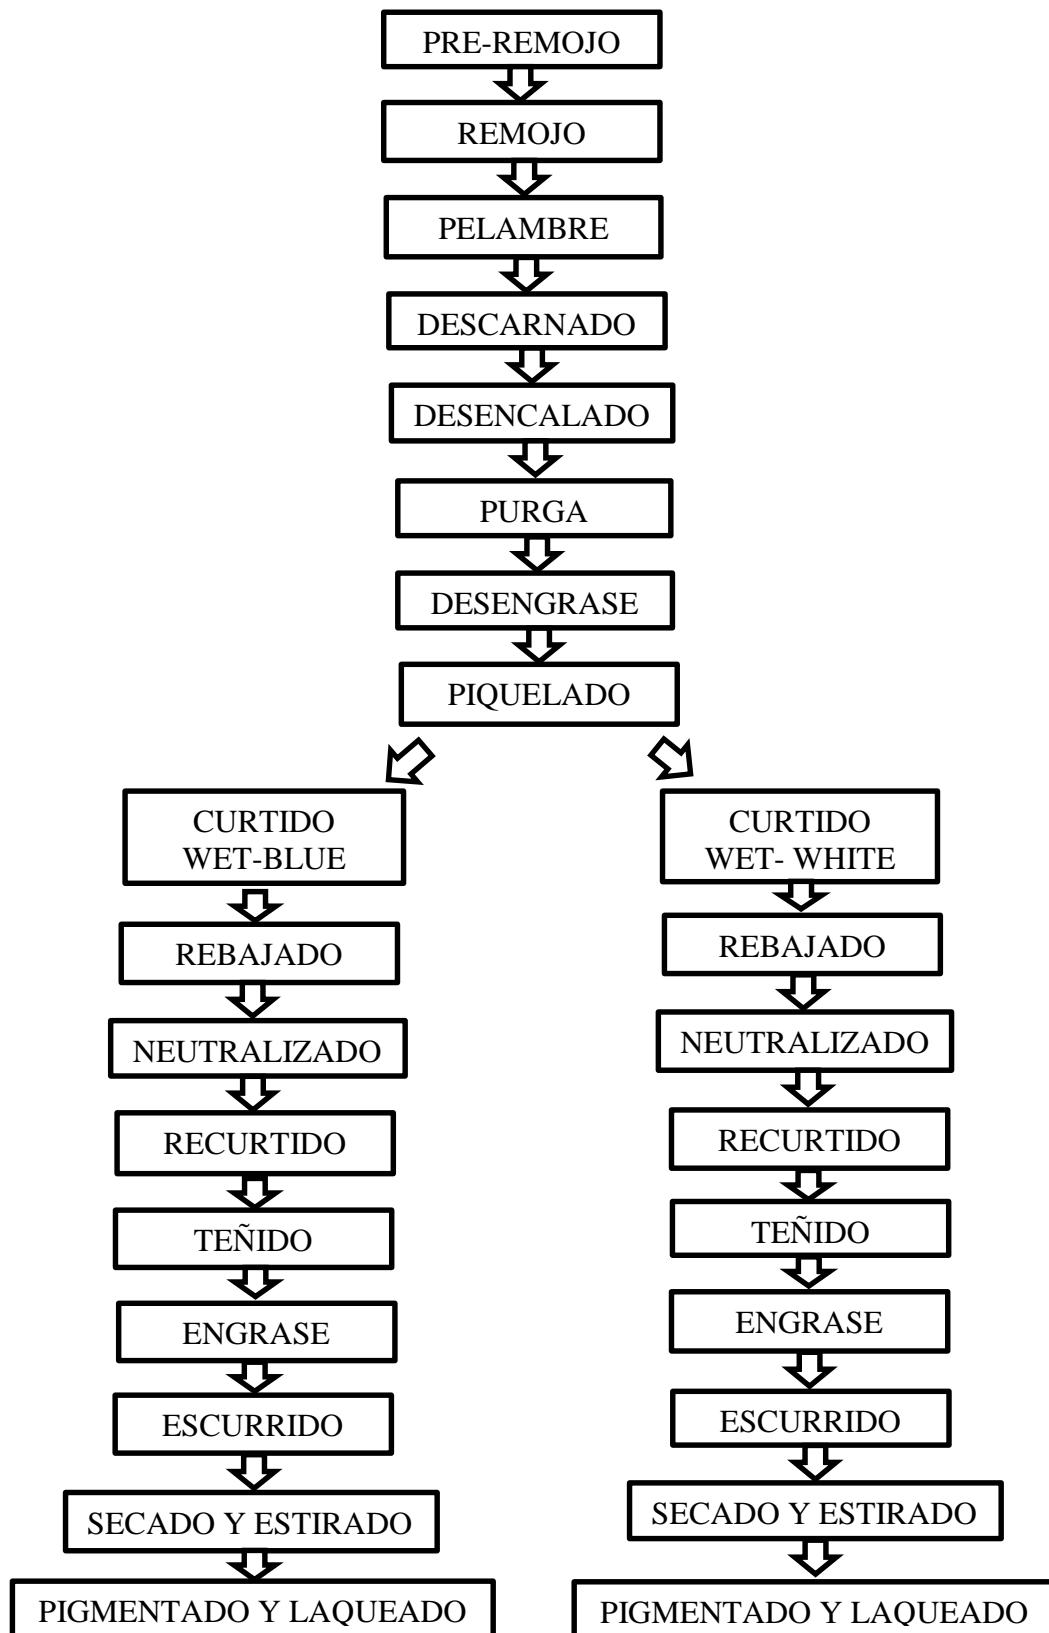 PRE-REMOJO
REMOJO
PELAMBRE
DESCARNADO
DESENCALADO
PURGA
DESENGRASE
PIQUELADO
CURTIDO
WET-BLUE
REBAJADO
NEUTRALIZADO
RECURTIDO
TEÑIDO
ENGRASE
ESCURRIDO
SECADO Y ESTIRADO
PIGMENTADO Y LAQUEADO
CURTIDO
WET- WHITE
REBAJADO
NEUTRALIZADO
RECURTIDO
TEÑIDO
ENGRASE
ESCURRIDO
SECADO Y ESTIRADO
PIGMENTADO Y LAQUEADO